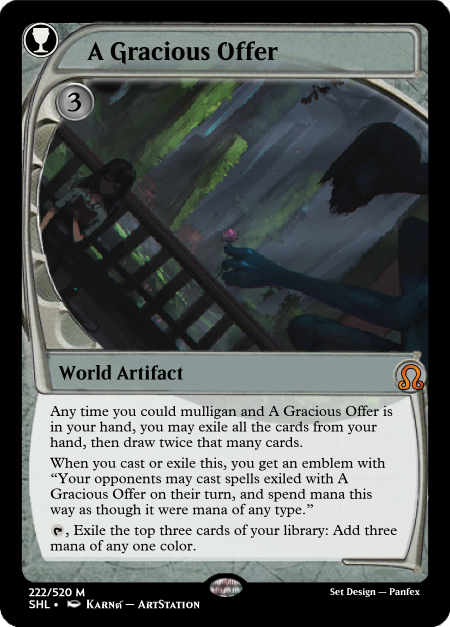 A Gracious Offer
3
World Artifact
Any time you could mulligan and A Gracious Offer is
in your hand, you may exile all the cards from your
hand, then draw twice that many cards.
When you cast or exile this, you get an emblem with
“Your opponents may cast spells exiled with A
Gracious Offer on their turn, and spend mana this
way as though it were mana of any type.”
, Exile the top three cards of your library: Add three
mana of any one color.
222/520 M
Set Design — Panfex
SHL • — ArtStation